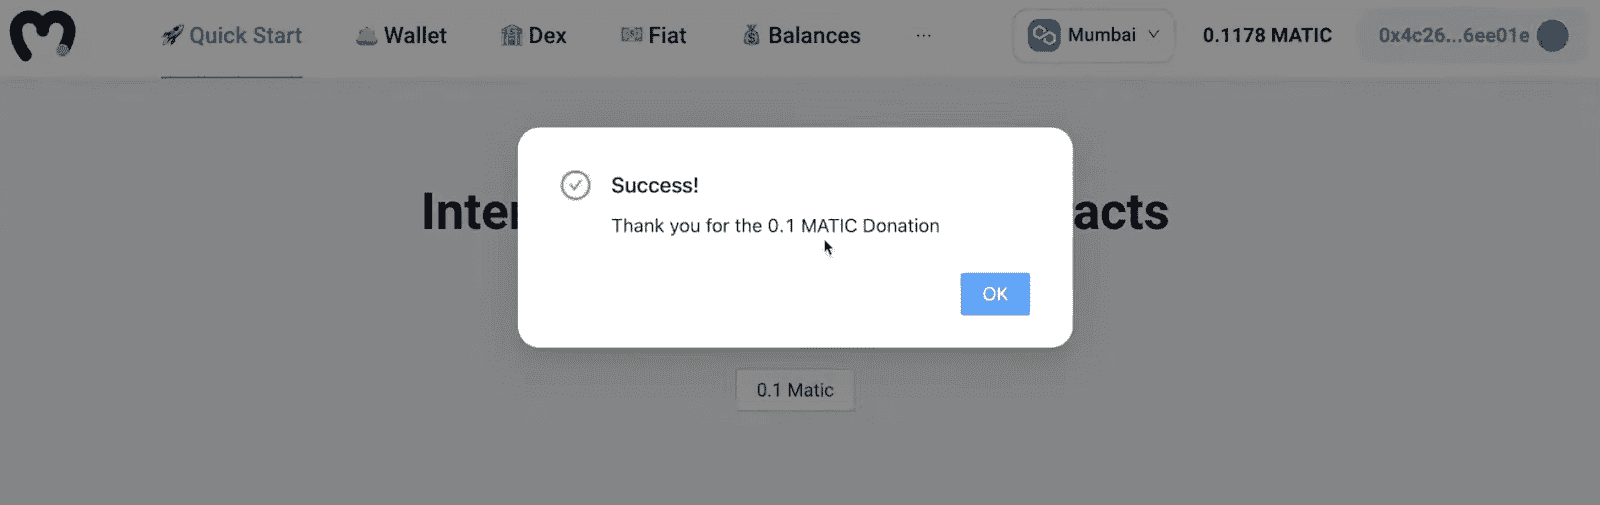 Quick Start Wallet Dex Fiat Balances ... Mumbai 0.1178 MATIC 0x4c26...6ee01e
Inter acts
Success!
Thank you for the 0.1 MATIC Donation
OK
0.1 Matic